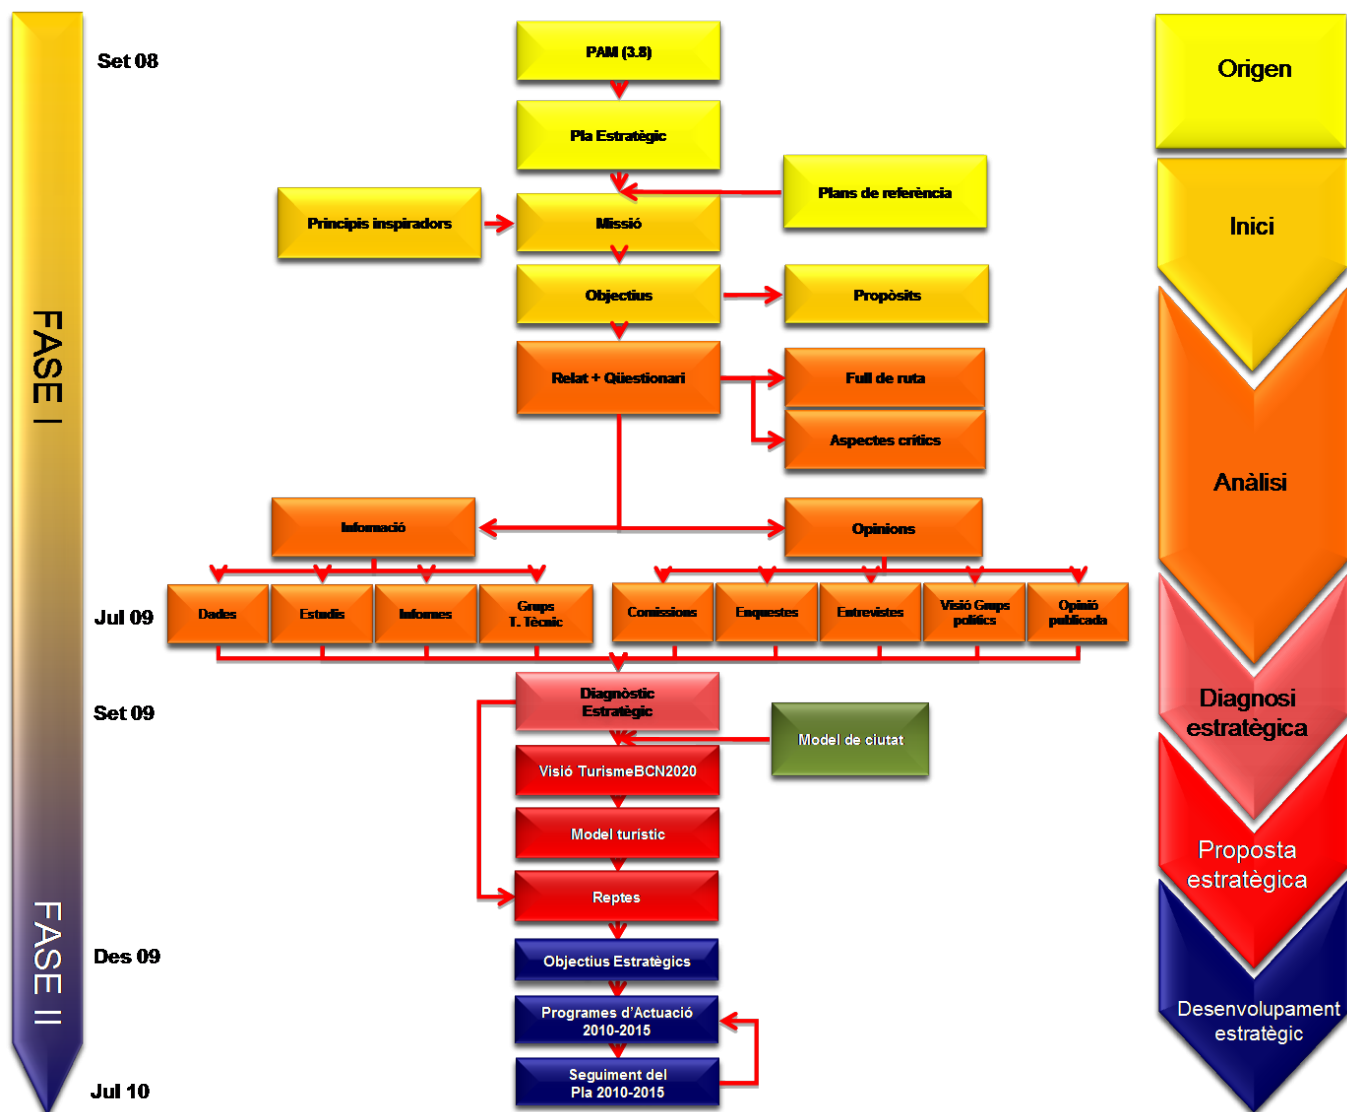 Set 08
PAM (3.8)
Origen
Pla Estratègic
Plans de referència
Principis inspiradors
Missió
Inici
Objectius
Propòsits
FASE I
Relat + Qüestionari
Full de ruta
Aspectes crítics
Anàlisi
Informació
Opinions
Jul 09
Dades
Estudis
Informes
Grups
T. Tècnic
Comissions
Enquestes
Entrevistes
Visió Grups
polítics
Opinió
publicada
Set 09
Diagnòstic
Estratègic
Model de ciutat
Diagnosi
estratègica
Visió TurismeBCN2020
Model turístic
Proposta
estratègica
Reptes
FASE II
Des 09
Objectius Estratègics
Programes d'Actuació
2010-2015
Desenvolupament
estratègic
Jul 10
Seguiment del
Pla 2010-2015